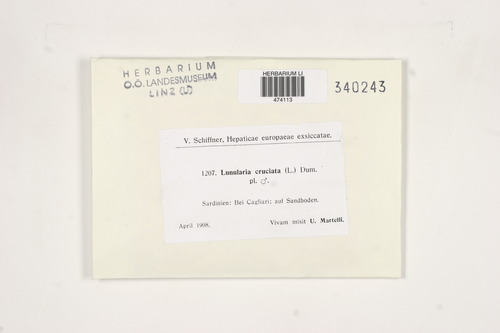 HERBARIUM
O.Ö. LANDESMUSEUM
LINZ (LI)
HERBARIUM LI
474113
340243
V. Schiffner, Hepaticae europaeae exsiccatae.
1207. Lunularia cruciata (L.) Dum.
pl. ♂.
Sardinien: Bei Cagliari; auf Sandboden.
April 1908. Vivam misit U. Martelli.